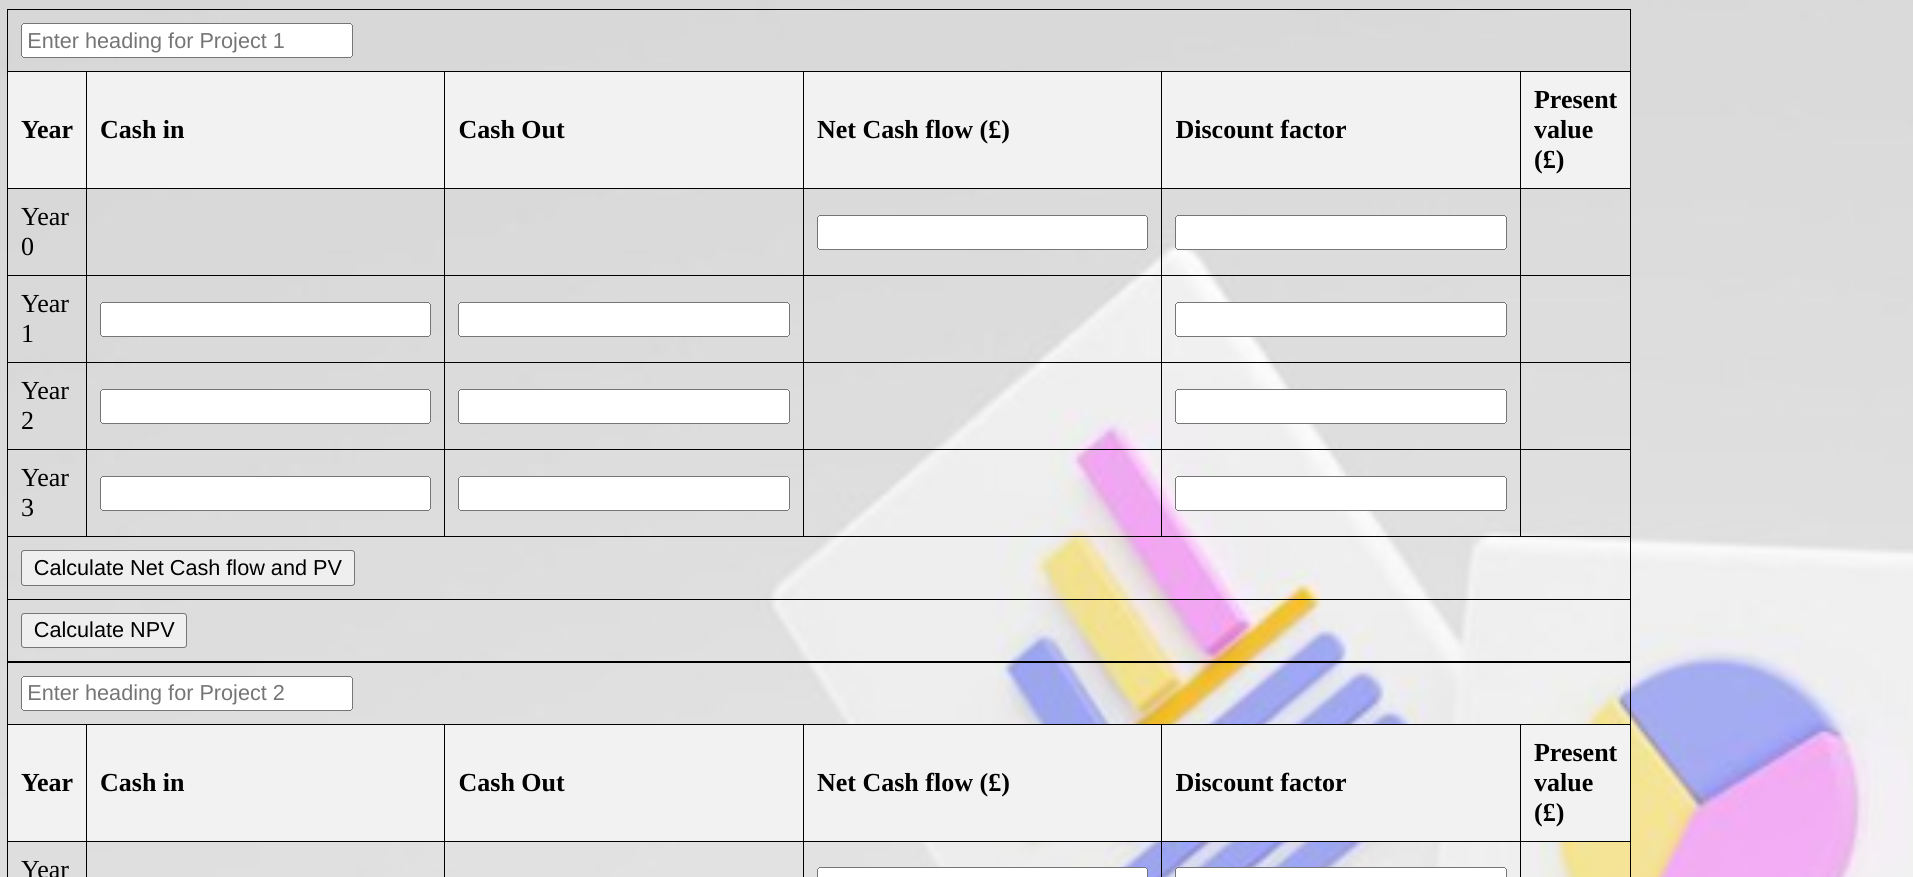 Enter heading for Project 1
Year Cash in Cash Out Net Cash flow (£) Discount factor Present value (£)
Year 0
Year 1
Year 2
Year 3
Calculate Net Cash flow and PV
Calculate NPV
Enter heading for Project 2
Year Cash in Cash Out Net Cash flow (£) Discount factor Present value (£)
Year